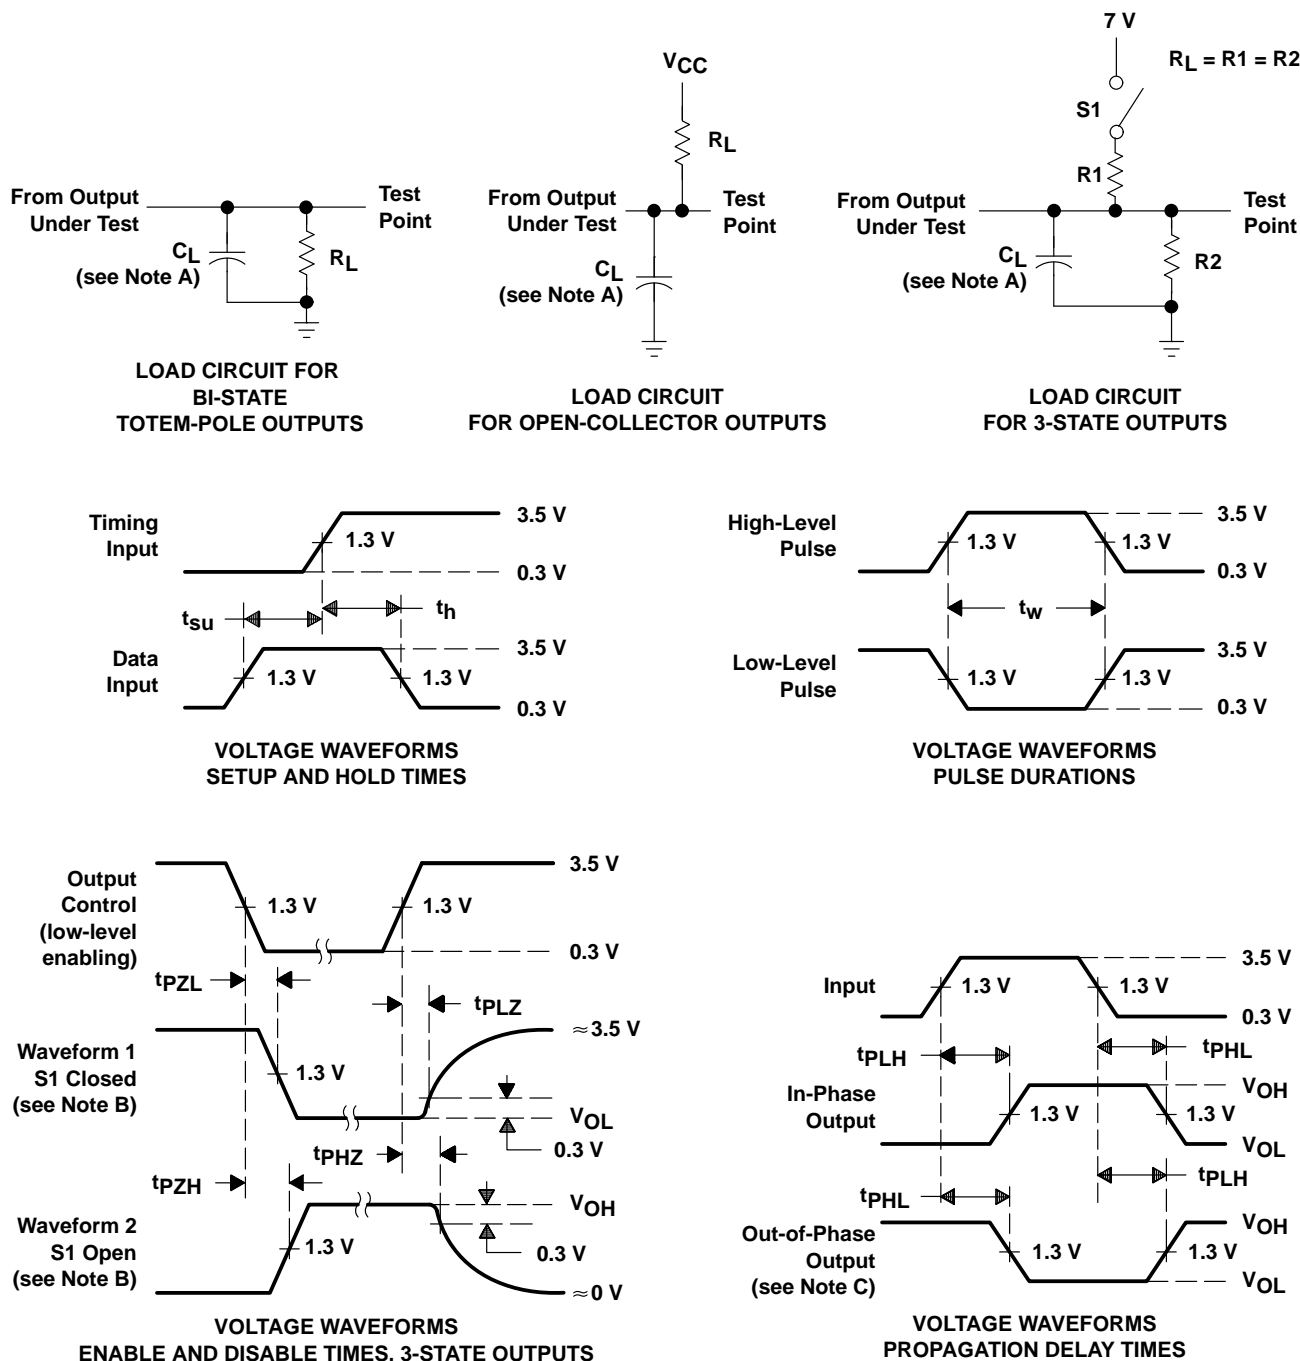 7 V
RL = R1 = R2
S1
R1
From Output
Under Test
Test
Point
CL
(see Note A)
RL
LOAD CIRCUIT FOR
BI-STATE
TOTEM-POLE OUTPUTS
VCC
RL
From Output
Under Test
Test
Point
CL
(see Note A)
LOAD CIRCUIT
FOR OPEN-COLLECTOR OUTPUTS
From Output
Under Test
Test
Point
CL
(see Note A)
R2
LOAD CIRCUIT
FOR 3-STATE OUTPUTS
Timing
Input
1.3 V
3.5 V
0.3 V
tsu
th
Data
Input
1.3 V
1.3 V
3.5 V
0.3 V
VOLTAGE WAVEFORMS
SETUP AND HOLD TIMES
High-Level
Pulse
1.3 V
1.3 V
3.5 V
0.3 V
tw
Low-Level
Pulse
1.3 V
1.3 V
3.5 V
0.3 V
VOLTAGE WAVEFORMS
PULSE DURATIONS
Output
Control
(low-level
enabling)
1.3 V
1.3 V
3.5 V
0.3 V
tPZL
tPLZ
Waveform 1
S1 Closed
(see Note B)
1.3 V
≈3.5 V
VOL
0.3 V
tPHZ
tPZH
Waveform 2
S1 Open
(see Note B)
1.3 V
VOH
0.3 V
≈0 V
VOLTAGE WAVEFORMS
ENABLE AND DISABLE TIMES, 3-STATE OUTPUTS
Input
1.3 V
1.3 V
3.5 V
0.3 V
tPLH
tPHL
In-Phase
Output
1.3 V
1.3 V
VOH
VOL
tPHL
tPLH
Out-of-Phase
Output
(see Note C)
1.3 V
1.3 V
VOH
VOL
VOLTAGE WAVEFORMS
PROPAGATION DELAY TIMES